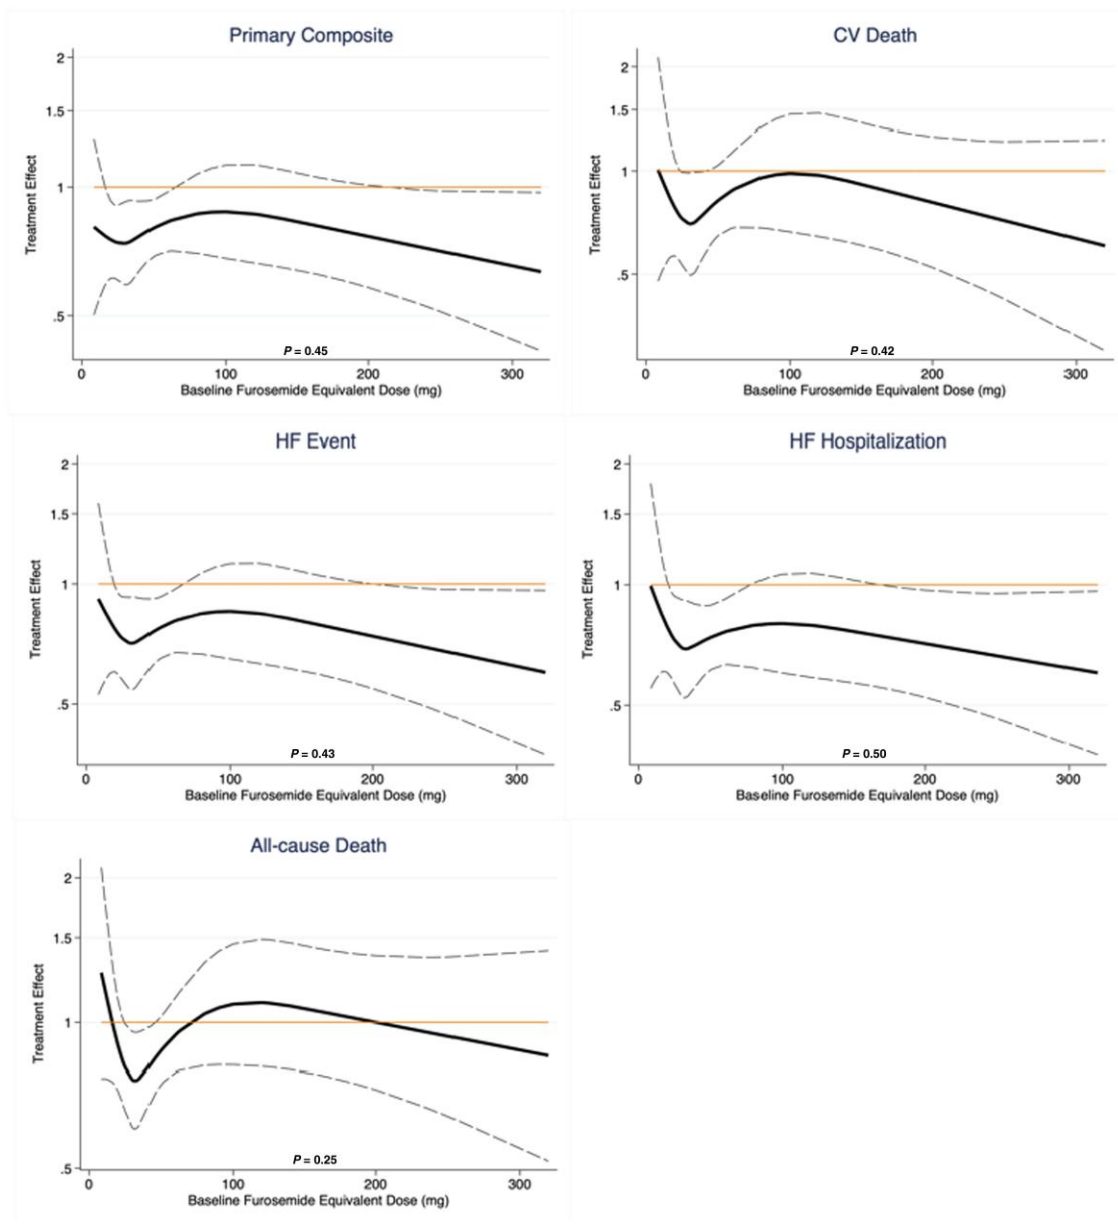 Primary Composite
Treatment Effect
2
1.5
1
.5
P = 0.45
0 100 200 300
Baseline Furosemide Equivalent Dose (mg)
CV Death
Treatment Effect
2
1.5
1
.5
P = 0.42
0 100 200 300
Baseline Furosemide Equivalent Dose (mg)
HF Event
Treatment Effect
2
1.5
1
.5
P = 0.43
0 100 200 300
Baseline Furosemide Equivalent Dose (mg)
HF Hospitalization
Treatment Effect
2
1.5
1
.5
P = 0.50
0 100 200 300
Baseline Furosemide Equivalent Dose (mg)
All-cause Death
Treatment Effect
2
1.5
1
.5
P = 0.25
0 100 200 300
Baseline Furosemide Equivalent Dose (mg)